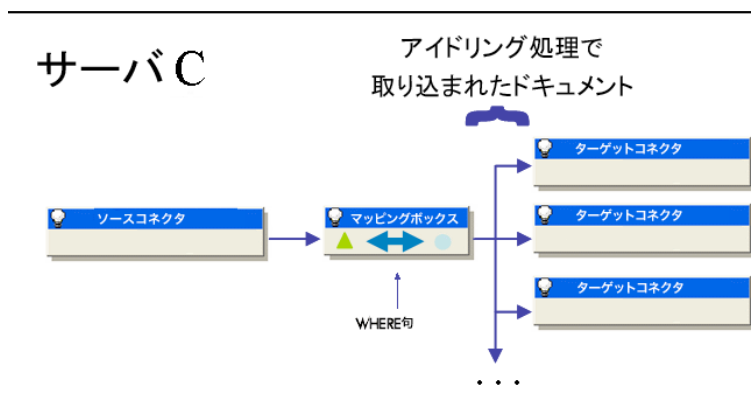 サーバ C
アイドリング処理で
取り込まれたドキュメント
ターゲットコネクタ
ソースコネクタ
マッピングボックス
ターゲットコネクタ
ターゲットコネクタ
WHERE句
...